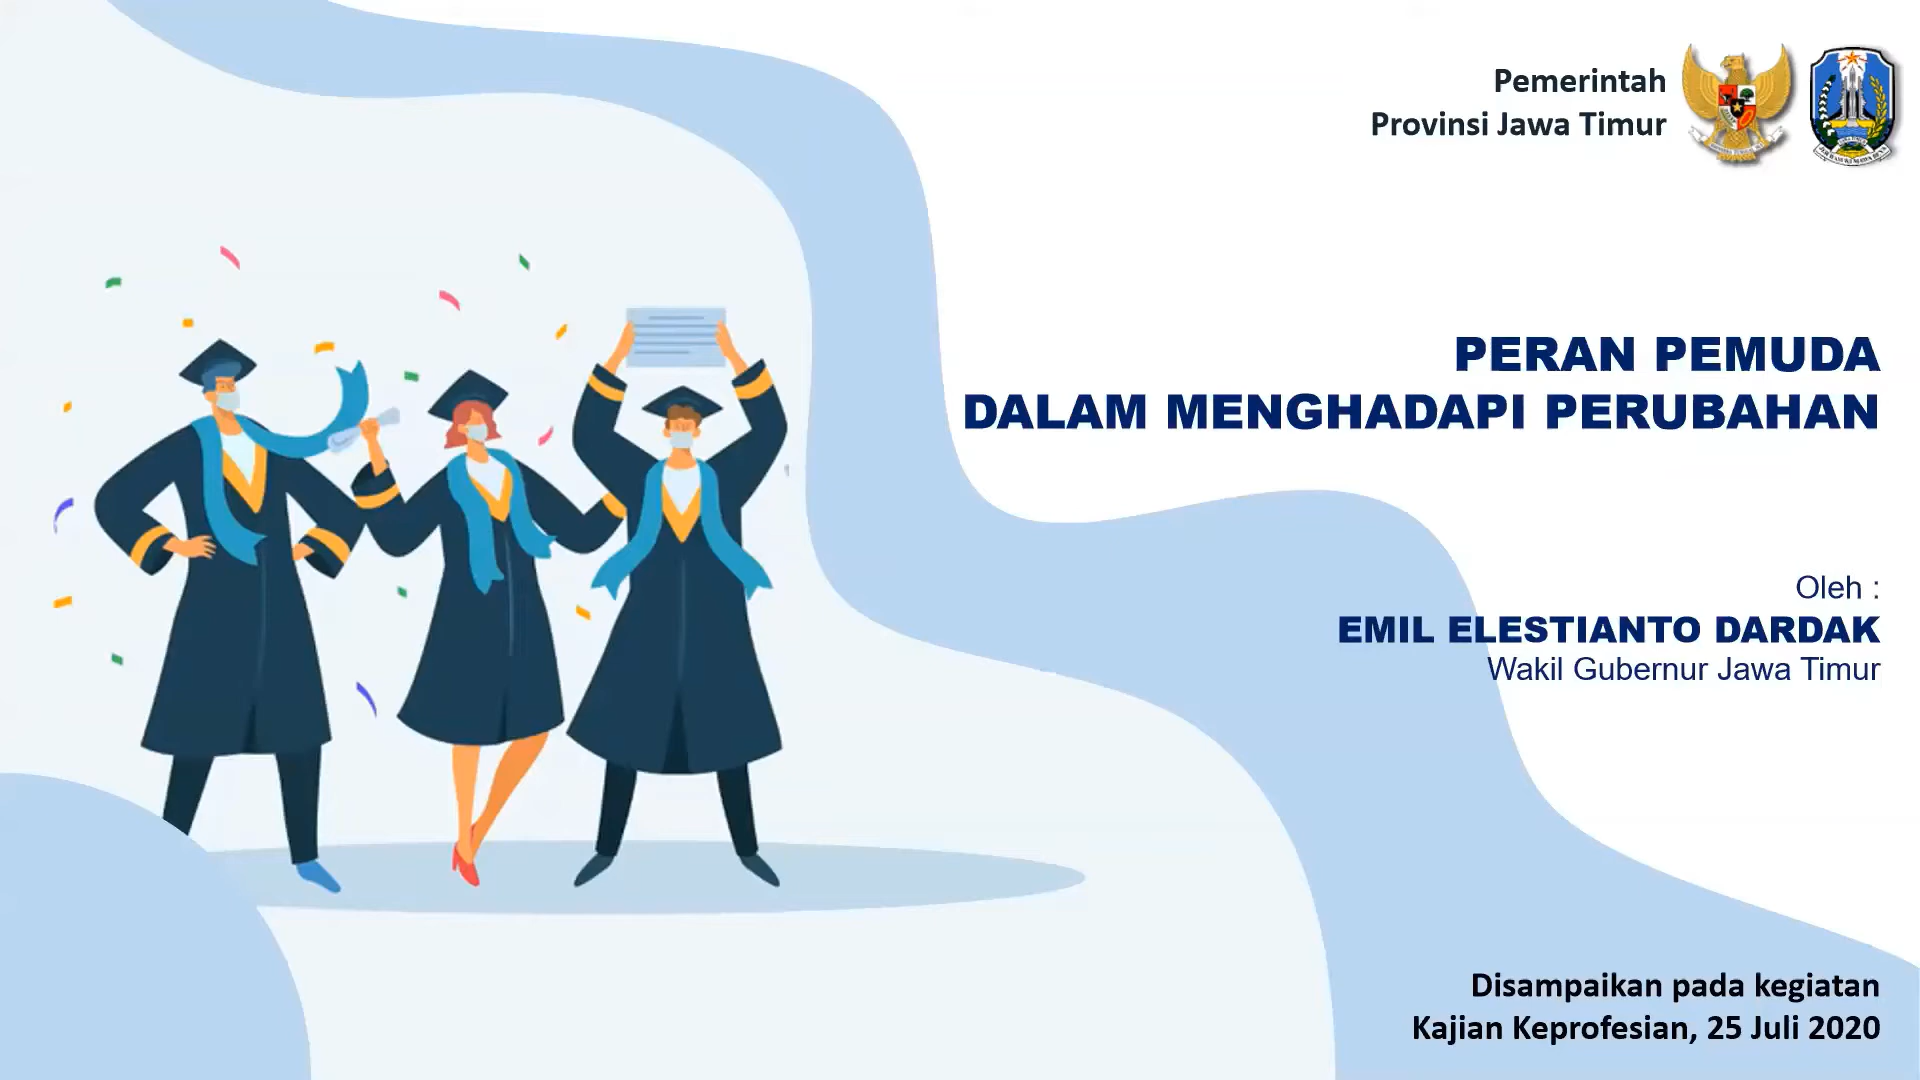 Pemerintah
Provinsi Jawa Timur
PERAN PEMUDA
DALAM MENGHADAPI PERUBAHAN
Oleh :
EMIL ELESTIANTO DARDAK
Wakil Gubernur Jawa Timur
Disampaikan pada kegiatan
Kajian Keprofesian, 25 Juli 2020